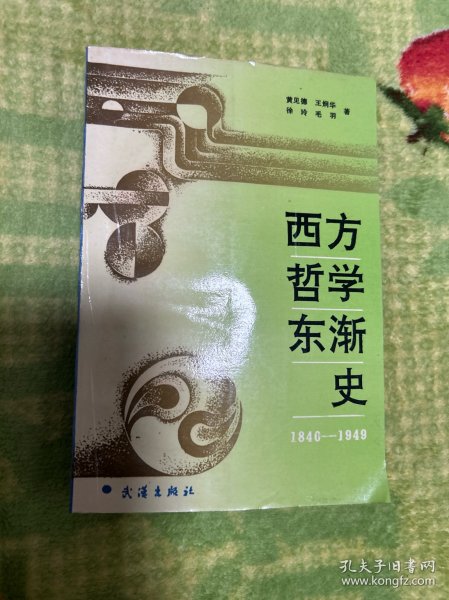 黄见德 王炯华 著
徐玲 毛羽
西方
哲学
东渐
史
1840—1949
武汉出版社
孔夫子旧书网
www.kongfz.com